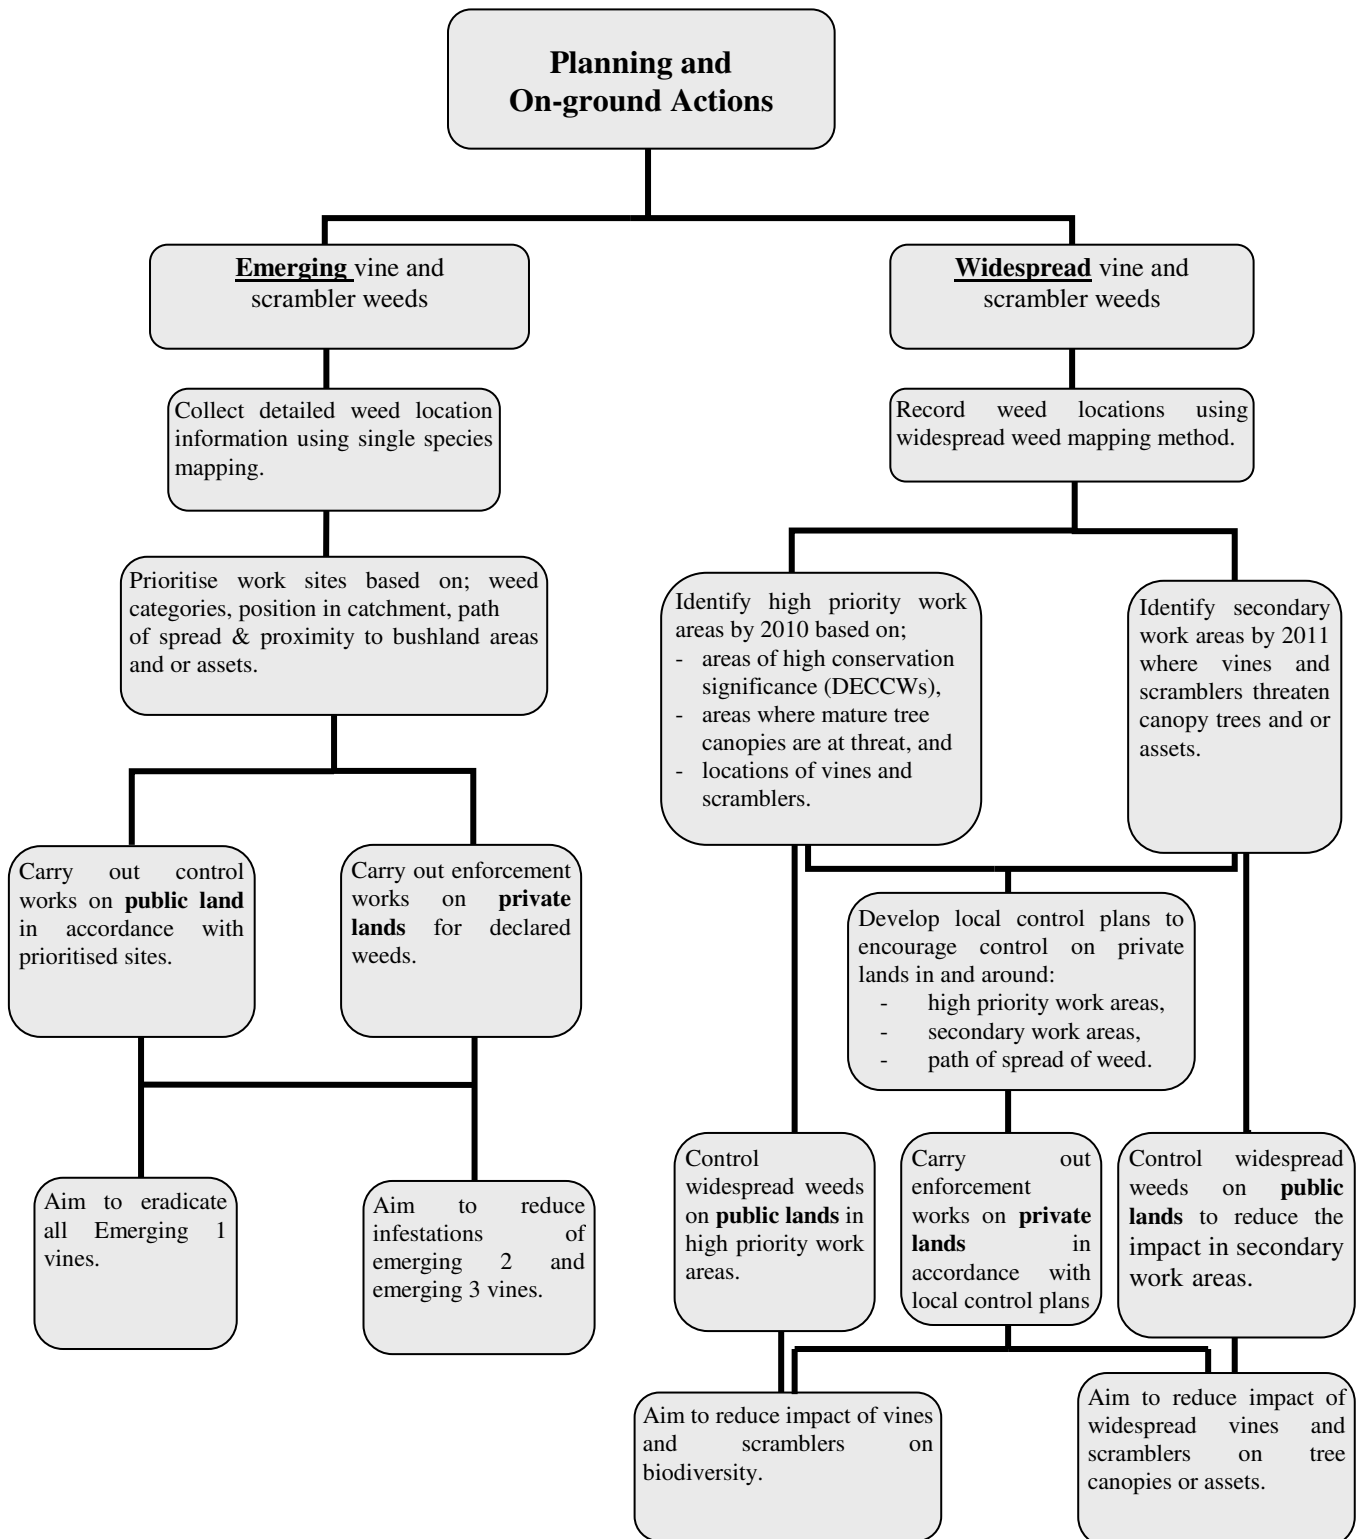 Planning and
On-ground Actions
Emerging vine and
scrambler weeds
Widespread vine and
scrambler weeds
Collect detailed weed location
information using single species
mapping.
Record weed locations using
widespread weed mapping method.
Prioritise work sites based on; weed
categories, position in catchment, path
of spread & proximity to bushland areas
and or assets.
Identify high priority work
areas by 2010 based on;
- areas of high conservation
significance (DECCWs),
- areas where mature tree
canopies are at threat, and
- locations of vines and
scramblers.
Identify secondary
work areas by 2011
where vines and
scramblers threaten
canopy trees and or
assets.
Carry out control
works on public land
in accordance with
prioritised sites.
Carry out enforcement
works on private
lands for declared
weeds.
Develop local control plans to
encourage control on private
lands in and around:
- high priority work areas,
- secondary work areas,
- path of spread of weed.
Aim to eradicate
all Emerging 1
vines.
Aim to reduce
infestations of
emerging 2 and
emerging 3 vines.
Control
widespread weeds
on public lands in
high priority work
areas.
Carry out
enforcement
works on private
lands in
accordance with
local control plans
Control widespread
weeds on public
lands to reduce the
impact in secondary
work areas.
Aim to reduce impact of vines
and scramblers on
biodiversity.
Aim to reduce impact of
widespread vines and
scramblers on tree
canopies or assets.